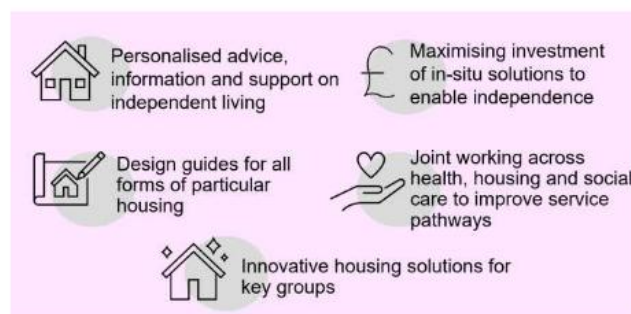 Personalised advice,
information and support on
independent living
Maximising investment
of in-situ solutions to
enable independence
Design guides for all
forms of particular
housing
Joint working across
health, housing and social
care to improve service
pathways
Innovative housing solutions for
key groups